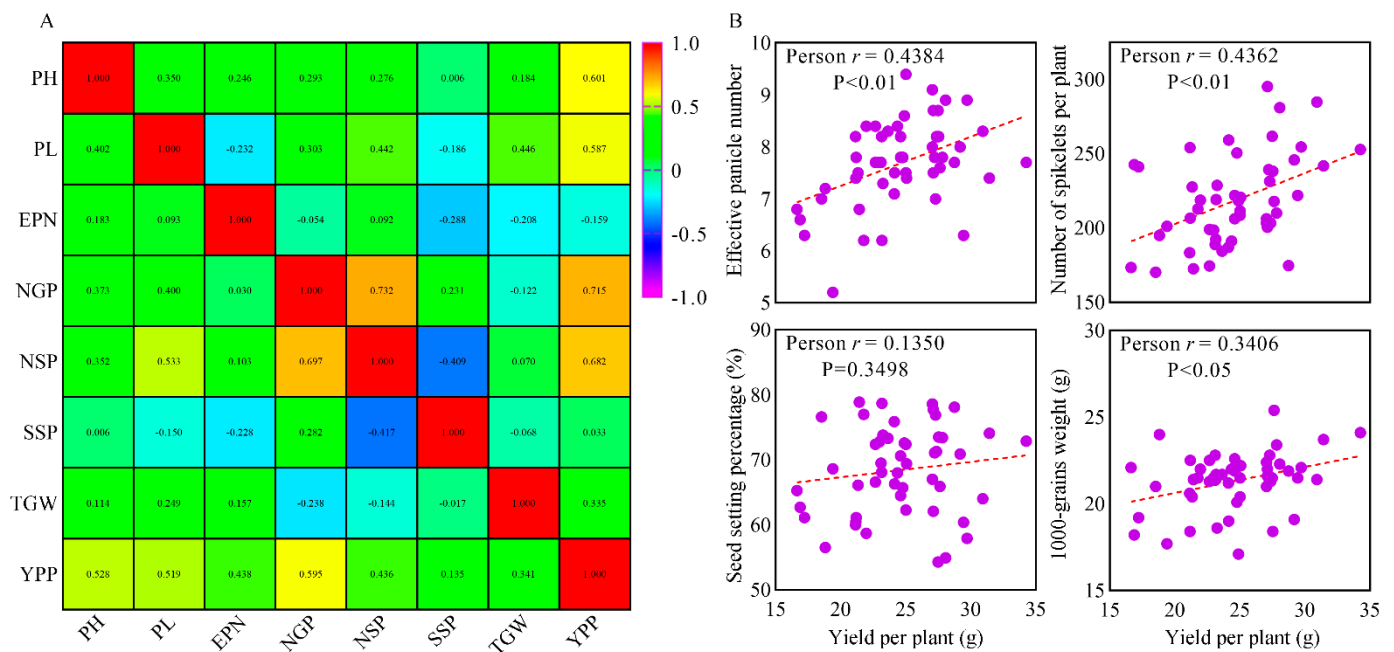 A
PH 1.000 0.350 0.246 0.293 0.276 0.006 0.184 0.601
PL 0.402 1.000 -0.232 0.303 0.442 -0.186 0.446 0.587
EPN 0.183 0.093 1.000 -0.054 0.092 -0.288 -0.208 -0.159
NGP 0.373 0.400 0.030 1.000 0.732 0.231 -0.122 0.715
NSP 0.352 0.533 0.103 0.697 1.000 -0.409 0.070 0.682
SSP 0.006 -0.150 -0.228 0.282 -0.417 1.000 -0.068 0.033
TGW 0.114 0.249 0.157 -0.238 -0.144 -0.017 1.000 0.335
YPP 0.528 0.519 0.438 0.595 0.436 0.135 0.341 1.000
PH PL EPN NGP NSP SSP TGW YPP
1.0
0.5
0
-0.5
-1.0
B
Effective panicle number
10
9
8
7
6
5
Person r = 0.4384
P<0.01
Number of spikelets per plant
300
250
200
150
Person r = 0.4362
P<0.01
Seed setting percentage (%)
90
80
70
60
50
Person r = 0.1350
P=0.3498
15 20 25 30 35
Yield per plant (g)
1000-grains weight (g)
30
25
20
15
Person r = 0.3406
P<0.05
15 20 25 30 35
Yield per plant (g)